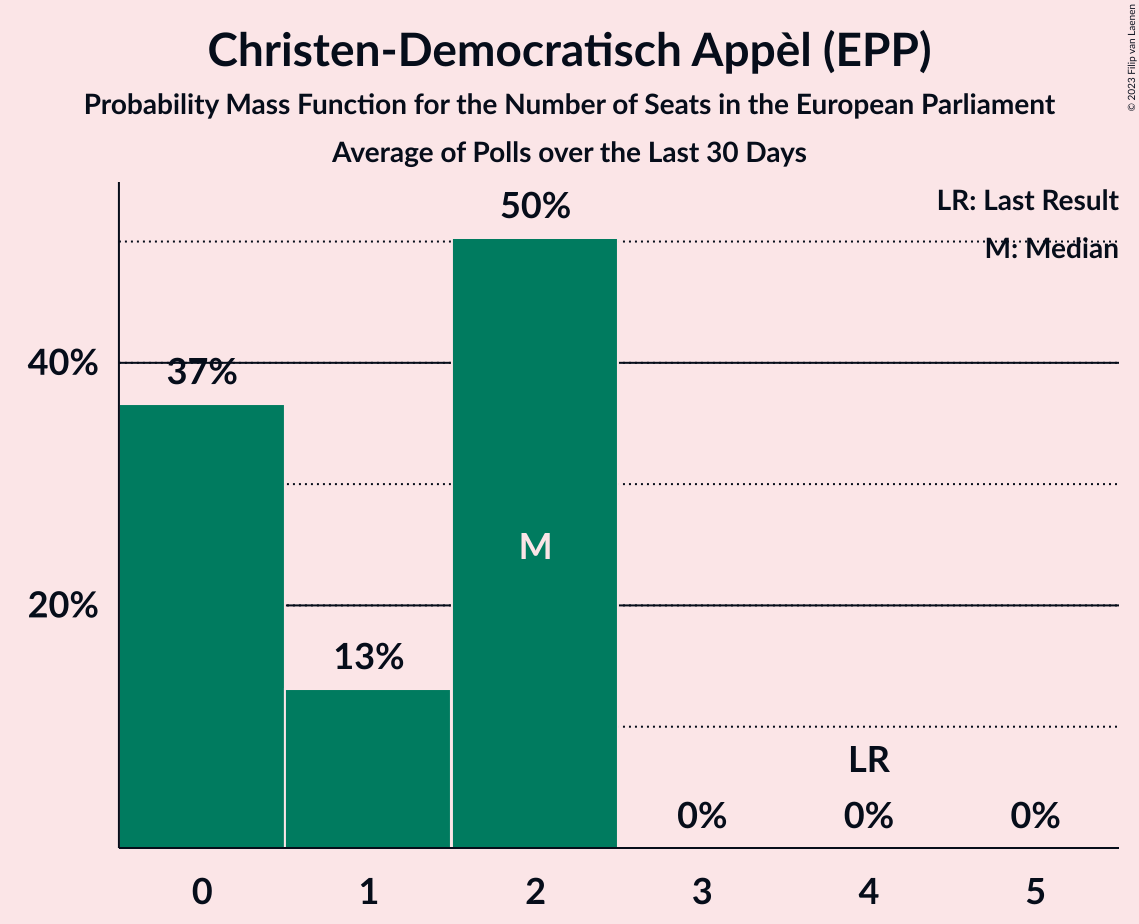 Christen-Democratisch Appèl (EPP)
Probability Mass Function for the Number of Seats in the European Parliament
Average of Polls over the Last 30 Days
© 2023 Filip van Laenen
LR: Last Result
M: Median
50%
40%
37%
M
20%
13%
LR
0% 0% 0%
0 1 2 3 4 5